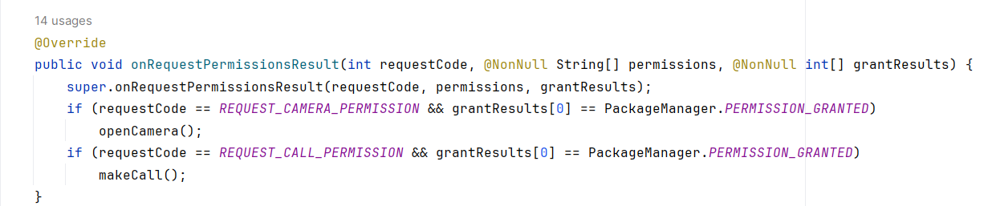 14 usages
@Override
public void onRequestPermissionsResult(int requestCode, @NonNull String[] permissions, @NonNull int[] grantResults) {
    super.onRequestPermissionsResult(requestCode, permissions, grantResults);
    if (requestCode == REQUEST_CAMERA_PERMISSION && grantResults[0] == PackageManager.PERMISSION_GRANTED)
        openCamera();
    if (requestCode == REQUEST_CALL_PERMISSION && grantResults[0] == PackageManager.PERMISSION_GRANTED)
        makeCall();
}